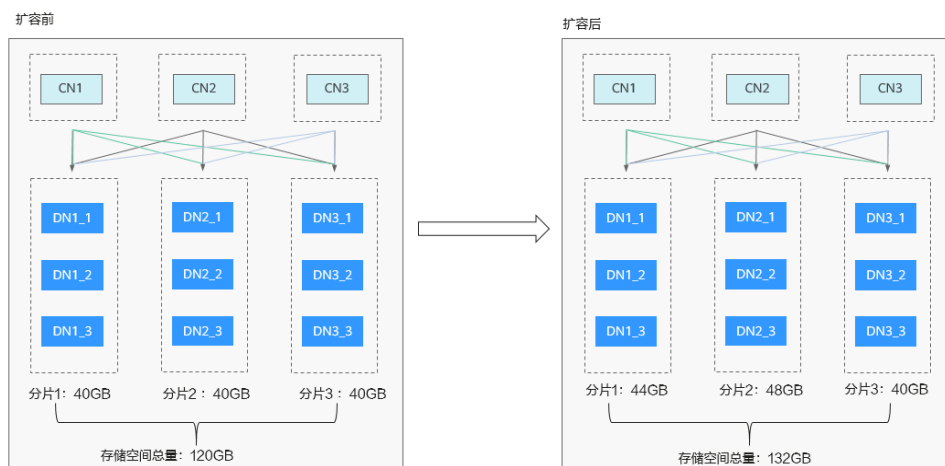 扩容前
CN1
CN2
CN3
DN1_1
DN2_1
DN3_1
DN1_2
DN2_2
DN3_2
DN1_3
DN2_3
DN3_3
分片1：40GB
分片2 ：40GB
分片3 ：40GB
存储空间总量：120GB
扩容后
CN1
CN2
CN3
DN1_1
DN2_1
DN3_1
DN1_2
DN2_2
DN3_2
DN1_3
DN2_3
DN3_3
分片1：44GB
分片2：48GB
分片3：40GB
存储空间总量：132GB